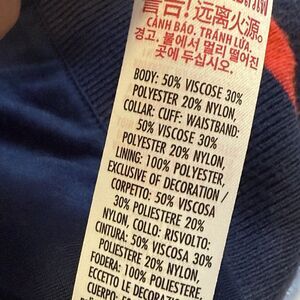 警告!远离火源。
CẢNH BÁO. TRÁNH LỬA.
경고. 불에서 멀리 떨어진
곳에 두십시오.
BODY: 50% VISCOSE 30%
POLYESTER 20% NYLON,
COLLAR: CUFF: WAISTBAND:
50% VISCOSE 30%
POLYESTER 20% NYLON,
LINING: 100% POLYESTER,
EXCLUSIVE OF DECORATION /
CORPETTO: 50% VISCOSA
30% POLIESTERE 20%
NYLON, COLLO: RISVOLTO:
CINTURA: 50% VISCOSA 30%
POLIESTERE 20% NYLON,
FODERA: 100% POLIESTERE,
ECCETTO LE DECORAZ
CUERPO: 50